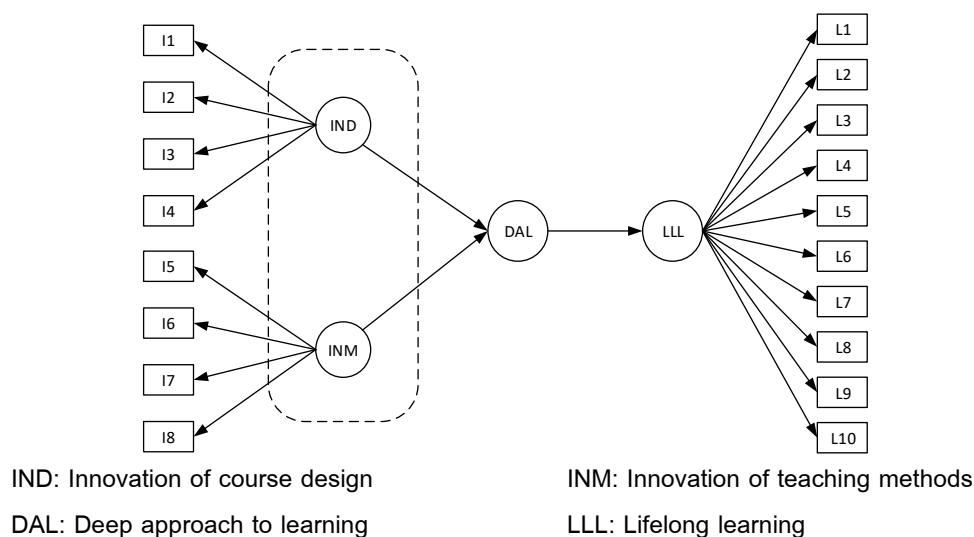 I1
I2
I3
I4
I5
I6
I7
I8
IND
INM
DAL
LLL
L1
L2
L3
L4
L5
L6
L7
L8
L9
L10
IND: Innovation of course design
INM: Innovation of teaching methods
DAL: Deep approach to learning
LLL: Lifelong learning